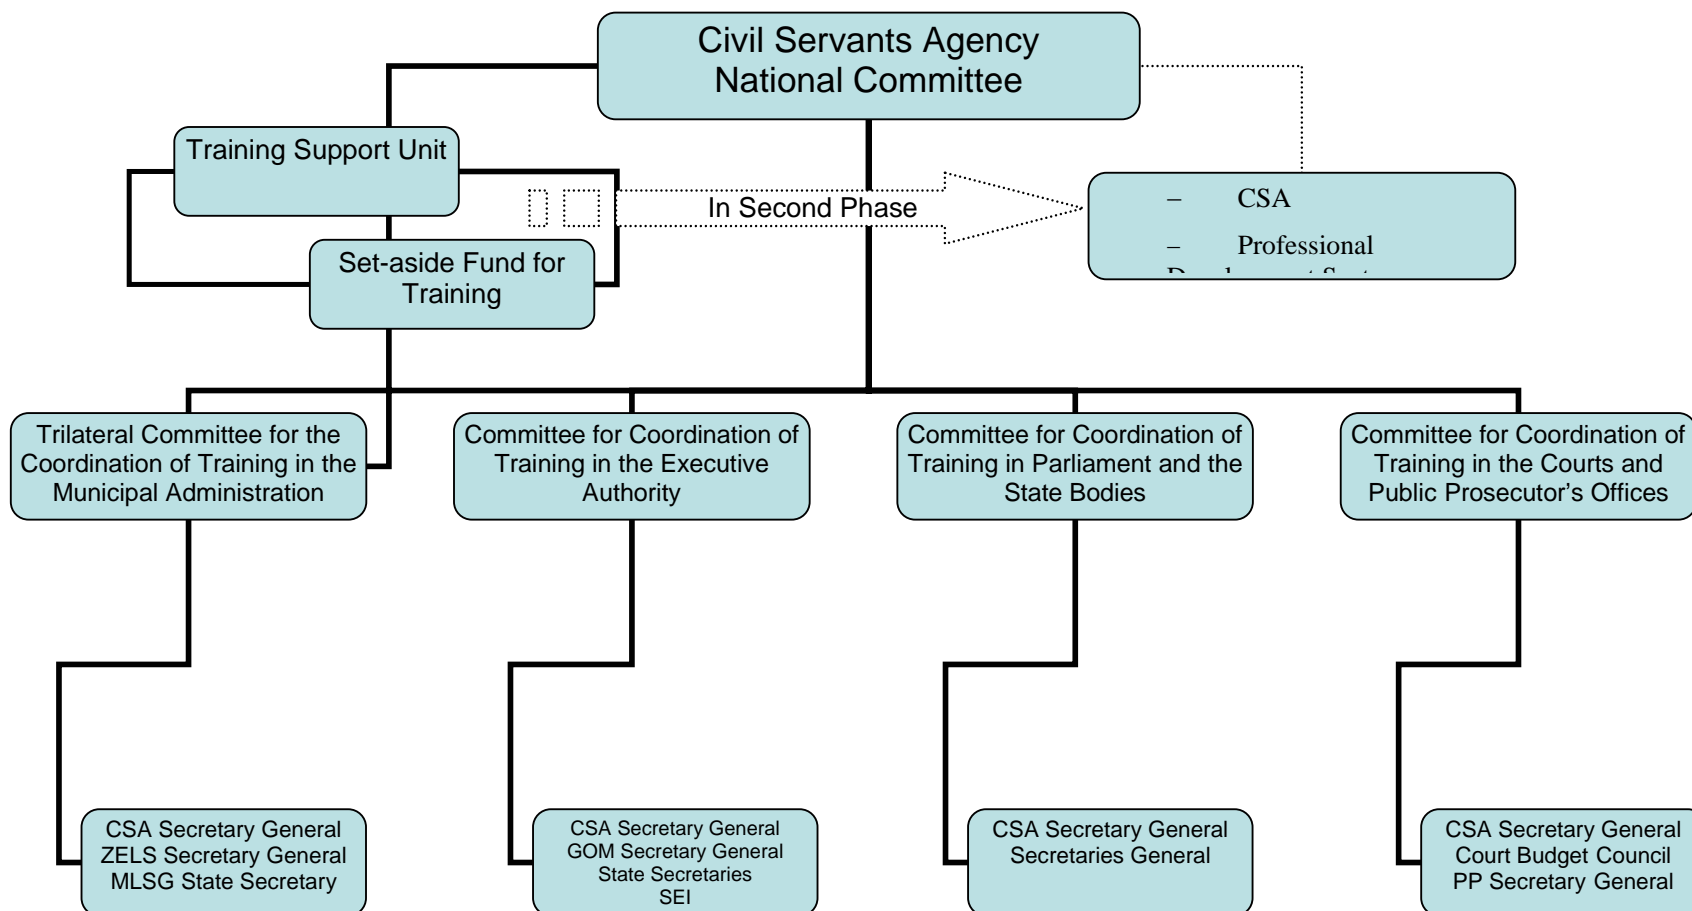 Civil Servants Agency
National Committee
Training Support Unit
Set-aside Fund for
Training
In Second Phase
– CSA
– Professional
Trilateral Committee for the
Coordination of Training in the
Municipal Administration
Committee for Coordination of
Training in the Executive
Authority
Committee for Coordination of
Training in Parliament and the
State Bodies
Committee for Coordination of
Training in the Courts and
Public Prosecutor’s Offices
CSA Secretary General
ZELS Secretary General
MLSG State Secretary
CSA Secretary General
GOM Secretary General
State Secretaries
SEI
CSA Secretary General
Secretaries General
CSA Secretary General
Court Budget Council
PP Secretary General